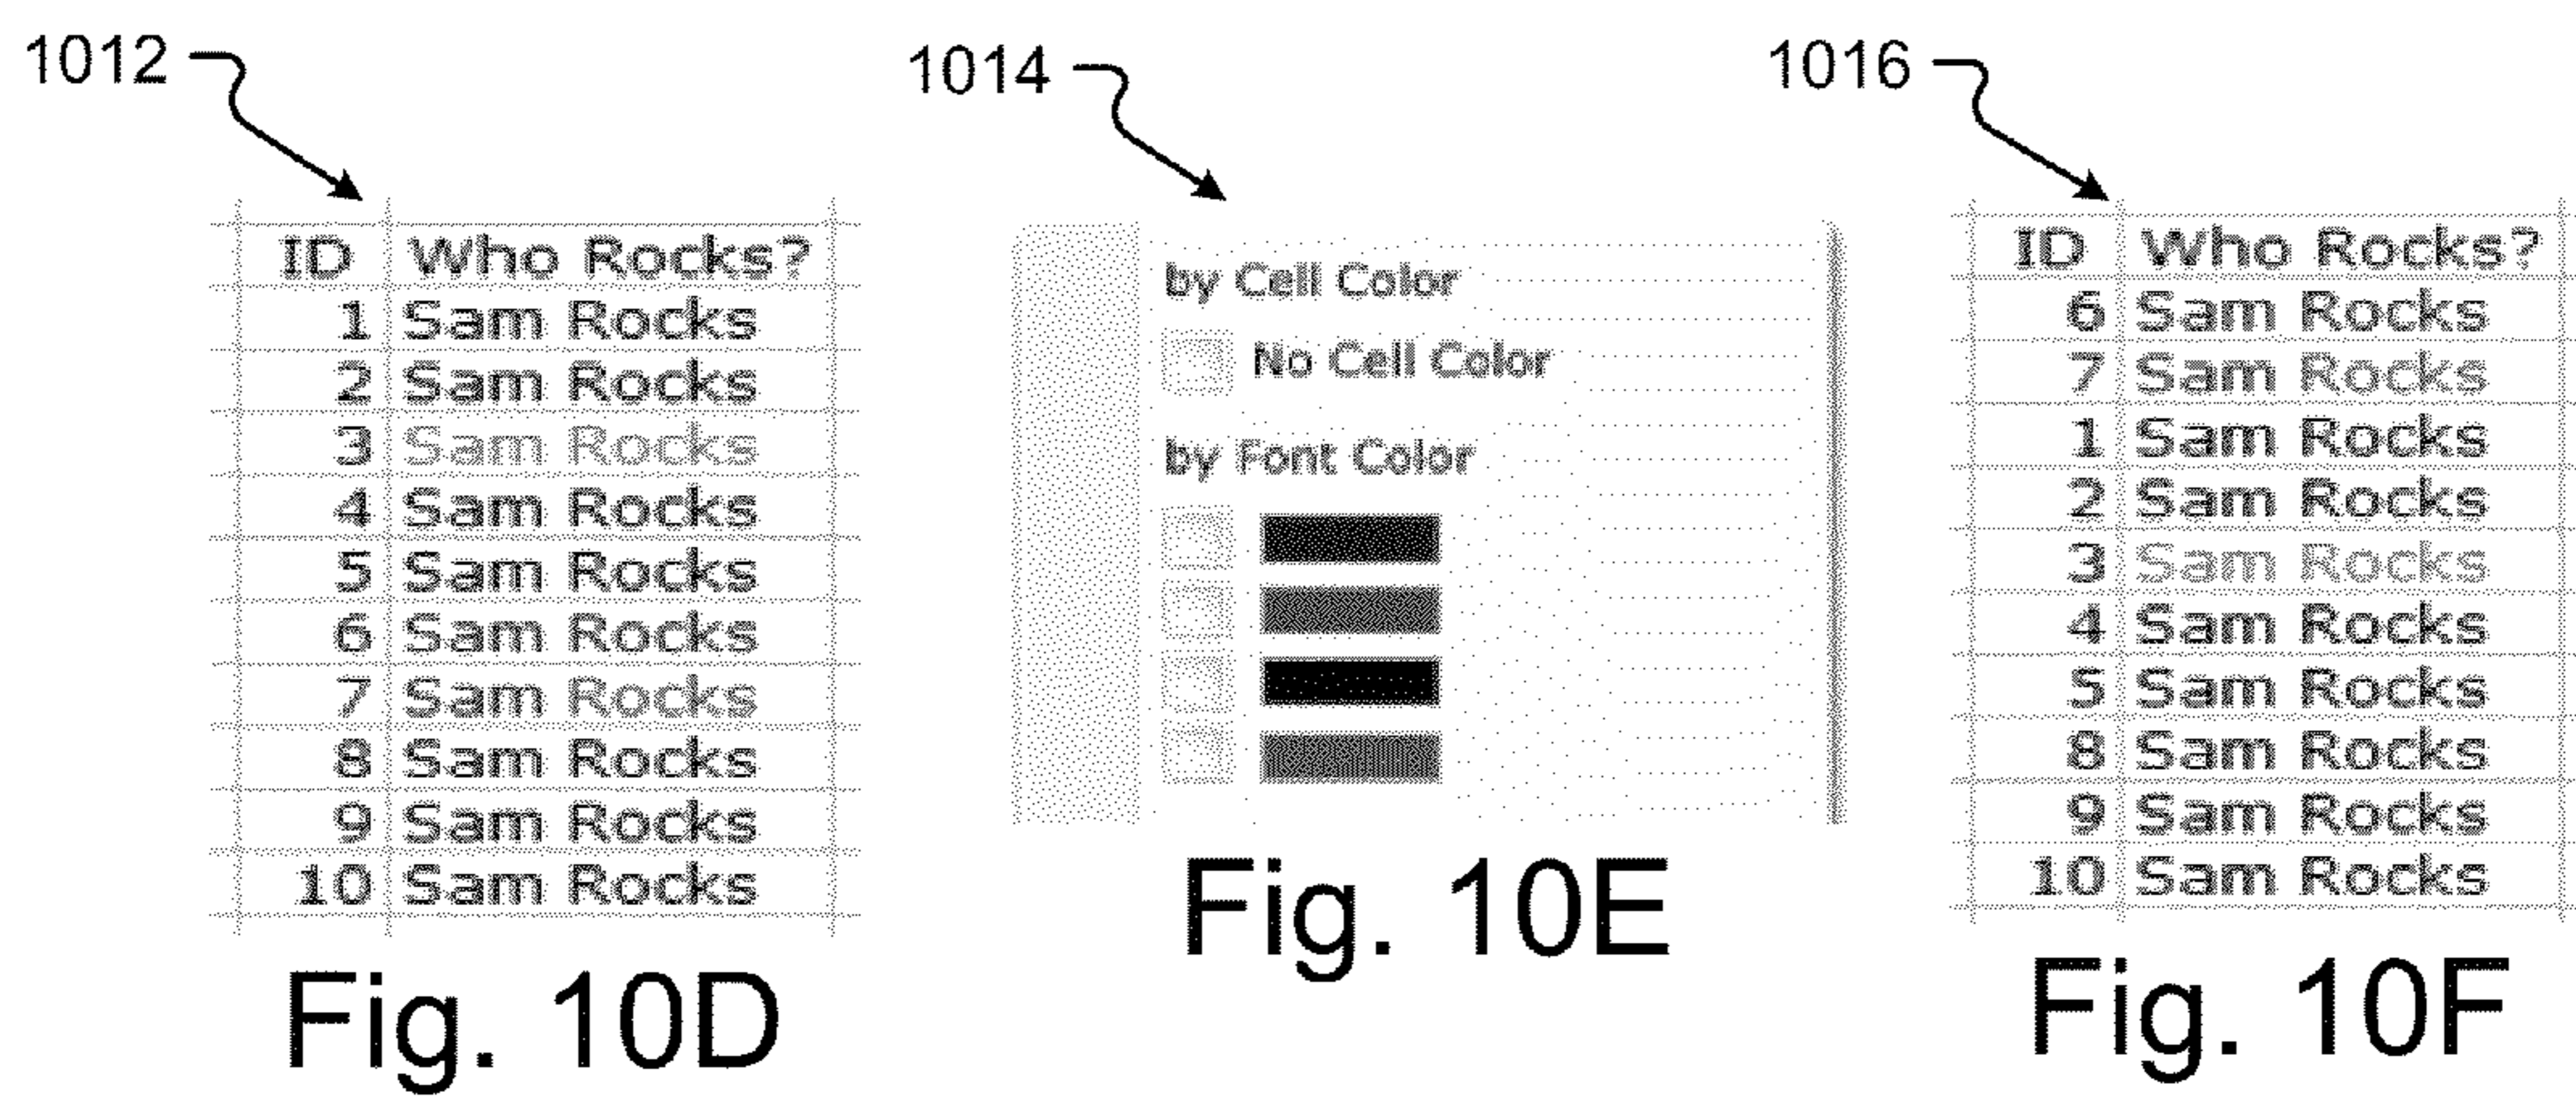 1012
ID Who Rocks?
1 Sam Rocks
2 Sam Rocks
3 Sam Rocks
4 Sam Rocks
5 Sam Rocks
6 Sam Rocks
7 Sam Rocks
8 Sam Rocks
9 Sam Rocks
10 Sam Rocks
Fig. 10D
1014
by Cell Color
No Cell Color
by Font Color
Fig. 10E
1016
ID Who Rocks?
6 Sam Rocks
7 Sam Rocks
1 Sam Rocks
2 Sam Rocks
3 Sam Rocks
4 Sam Rocks
5 Sam Rocks
8 Sam Rocks
9 Sam Rocks
10 Sam Rocks
Fig. 10F